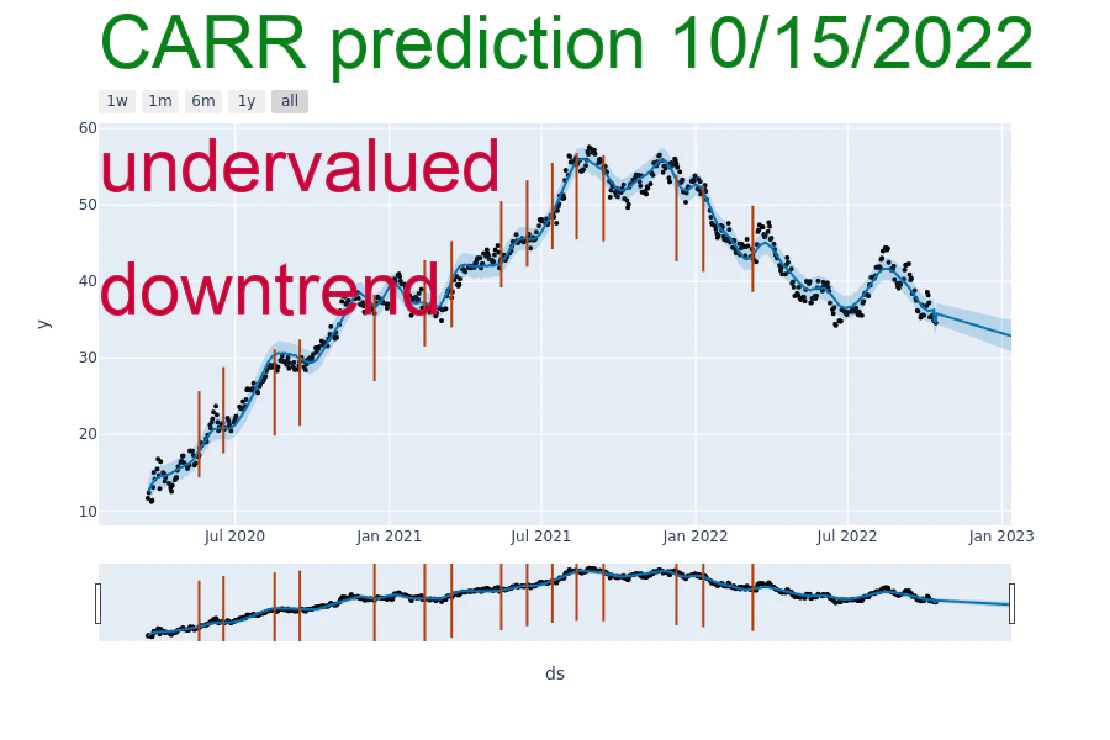 CARR prediction 10/15/2022
1w 1m 6m 1y all
60
undervalued
50
downtrend
40
y
30
20
10
Jul 2020 Jan 2021 Jul 2021 Jan 2022 Jul 2022 Jan 2023
ds